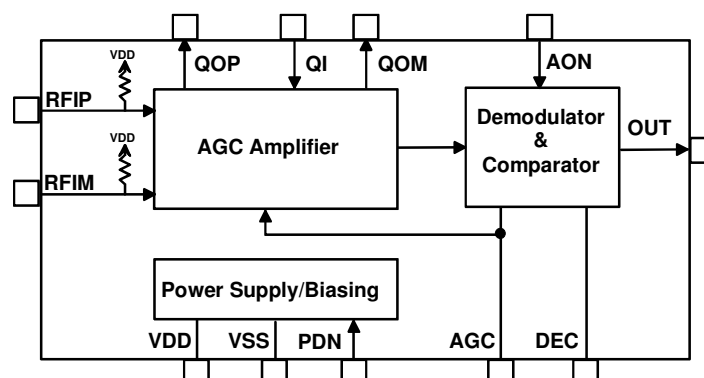 QOP
QI
QOM
AON
VDD
RFIP
VDD
RFIM
AGC Amplifier
Demodulator
&
Comparator
OUT
Power Supply/Biasing
VDD
VSS
PDN
AGC
DEC